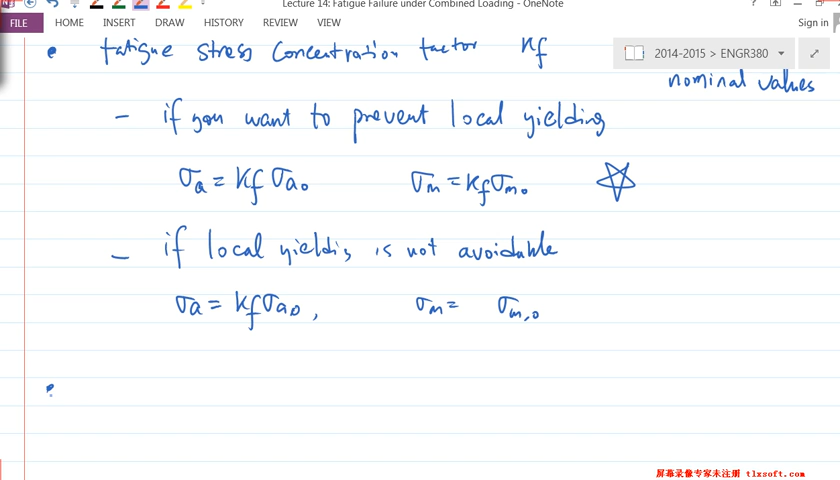 Lecture 14: Fatigue Failure under Combined Loading - OneNote
FILE HOME INSERT DRAW HISTORY REVIEW VIEW Sign in
2014-2015 > ENGR380
• fatigue stress concentration factor Kf
nominal values
- if you want to prevent local yielding
σa = Kf σa0 σm = Kf σm0 ☆
- if local yieldig is not avoidable
σa = Kf σa0, σm = σm,0
屏幕录像专家未注册 tlxsoft.com